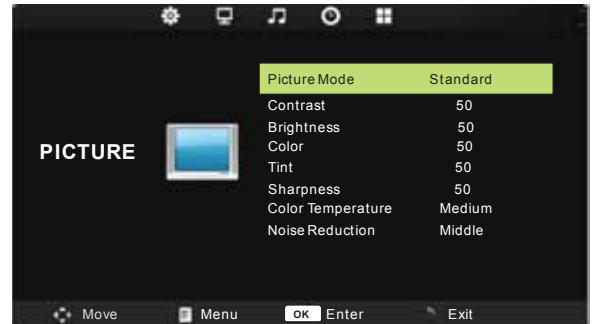 Picture Mode Standard
Contrast 50
Brightness 50
Color 50
PICTURE
Tint 50
Sharpness 50
Color Temperature Medium
Noise Reduction Middle
Move Menu OK Enter Exit